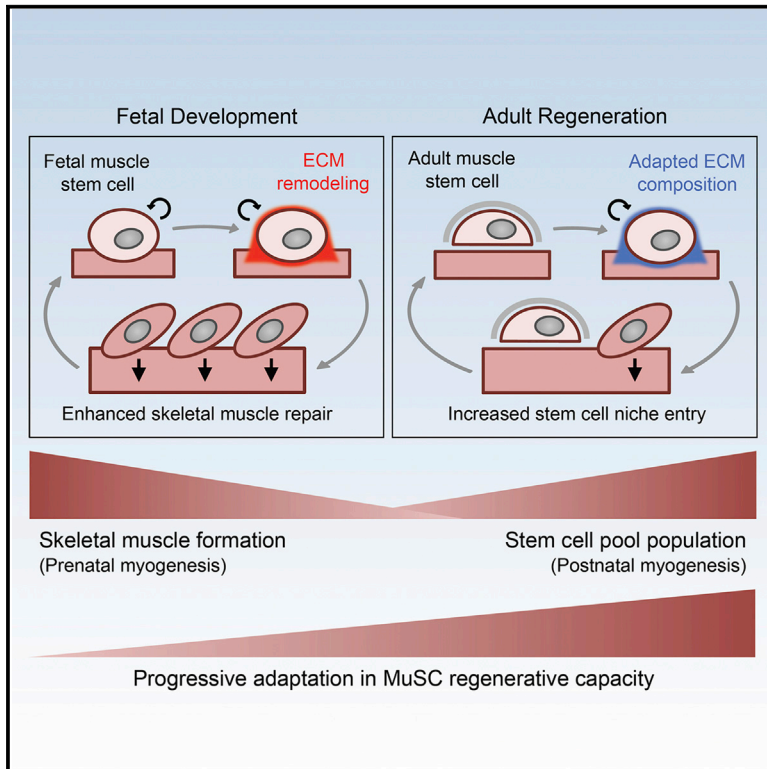 Fetal Development
Fetal muscle
stem cell
ECM
remodeling
Enhanced skeletal muscle repair
Adult Regeneration
Adult muscle
stem cell
Adapted ECM
composition
Increased stem cell niche entry
Skeletal muscle formation
(Prenatal myogenesis)
Stem cell pool population
(Postnatal myogenesis)
Progressive adaptation in MuSC regenerative capacity